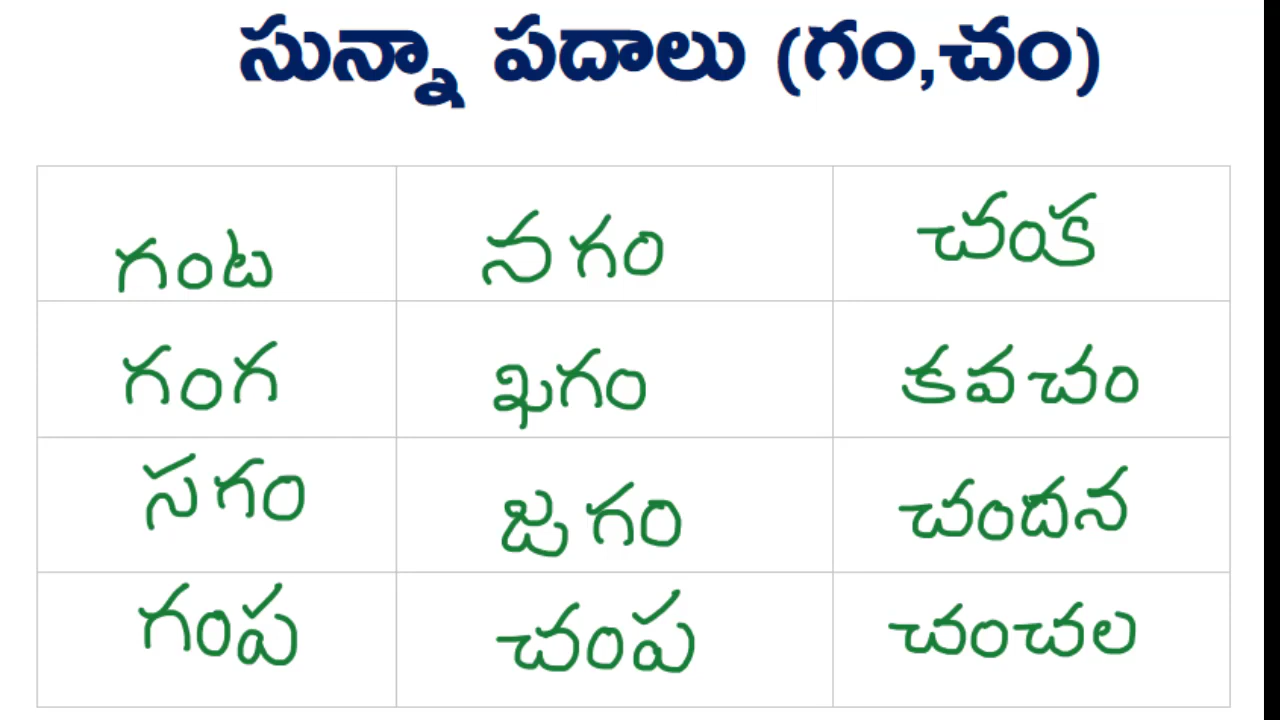 సున్నా పదాలు (గం,చం)
గంట నగం చంక
గంగ ఖగం కవచం
సగం జగం చందన
గంప చంప చంచల